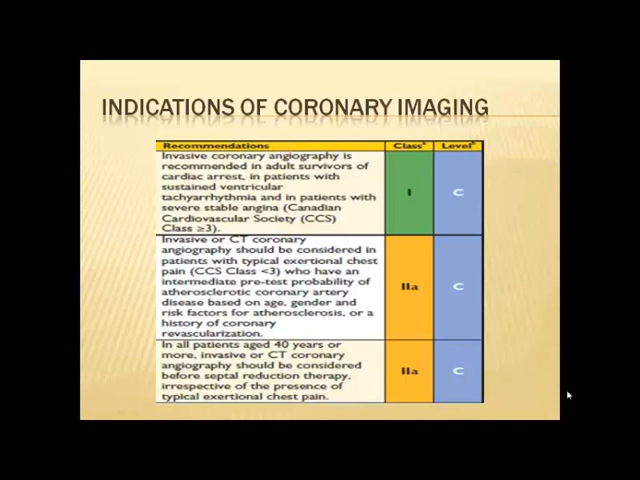 INDICATIONS OF CORONARY IMAGING
Recommendations Classᵃ Levelᵇ
Invasive coronary angiography is
recommended in adult survivors of
cardiac arrest, in patients with
sustained ventricular
tachyarrhythmia and in patients with
severe stable angina (Canadian
Cardiovascular Society (CCS)
Class ≥3).
I C
Invasive or CT coronary
angiography should be considered in
patients with typical exertional chest
pain (CCS Class <3) who have an
intermediate pre-test probability of
atherosclerotic coronary artery
disease based on age, gender and
risk factors for atherosclerosis, or a
history of coronary
revascularization.
IIa C
In all patients aged 40 years or
more, invasive or CT coronary
angiography should be considered
before septal reduction therapy,
irrespective of the presence of
typical exertional chest pain.
IIa C